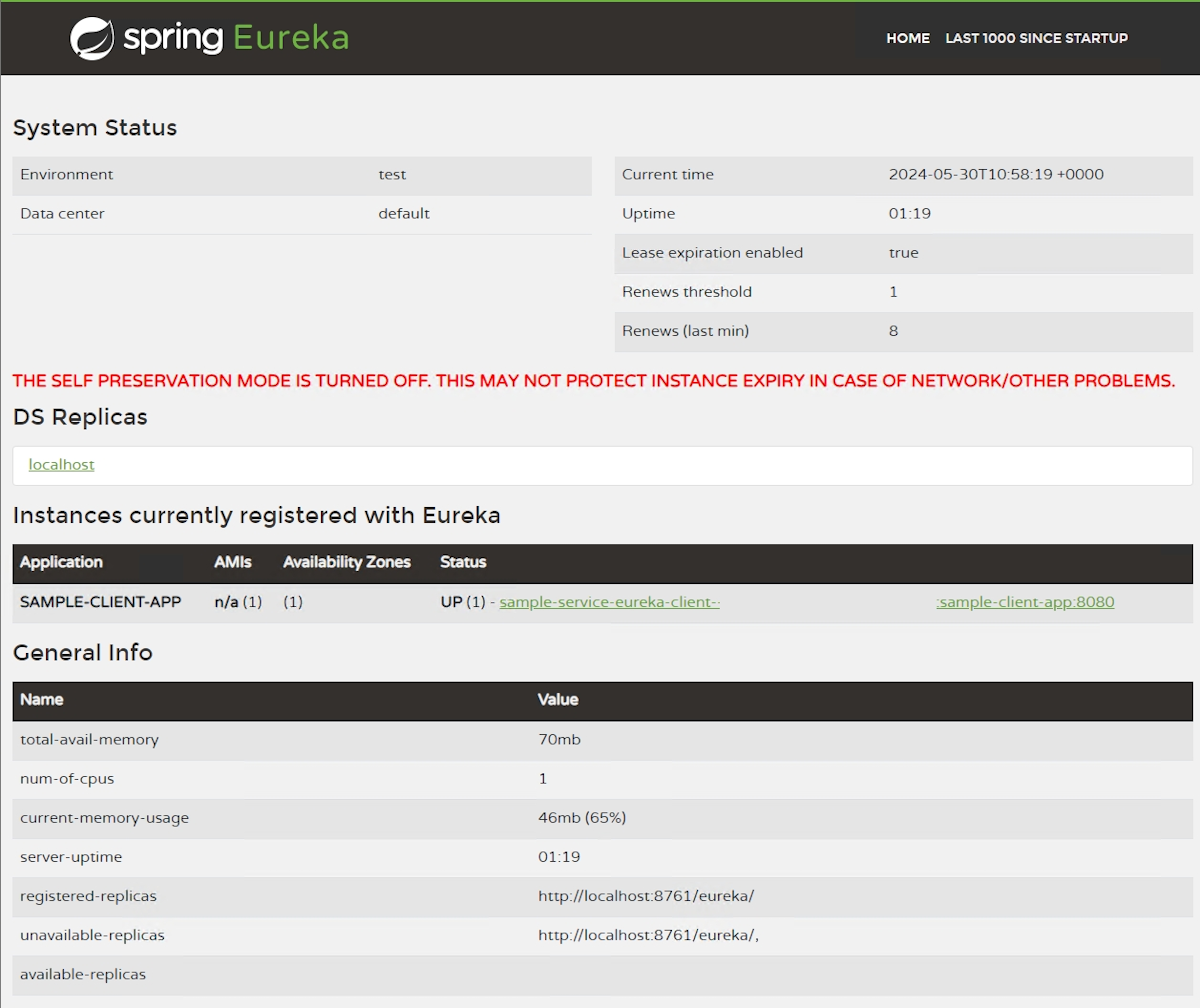 spring Eureka
HOME LAST 1000 SINCE STARTUP
System Status
Environment test
Data center default
Current time 2024-05-30T10:58:19 +0000
Uptime 01:19
Lease expiration enabled true
Renews threshold 1
Renews (last min) 8
THE SELF PRESERVATION MODE IS TURNED OFF. THIS MAY NOT PROTECT INSTANCE EXPIRY IN CASE OF NETWORK/OTHER PROBLEMS.
DS Replicas
localhost
Instances currently registered with Eureka
Application AMIs Availability Zones Status
SAMPLE-CLIENT-APP n/a (1) (1) UP (1) - sample-service-eureka-client-- :sample-client-app:8080
General Info
Name Value
total-avail-memory 70mb
num-of-cpus 1
current-memory-usage 46mb (65%)
server-uptime 01:19
registered-replicas http://localhost:8761/eureka/
unavailable-replicas http://localhost:8761/eureka/,
available-replicas